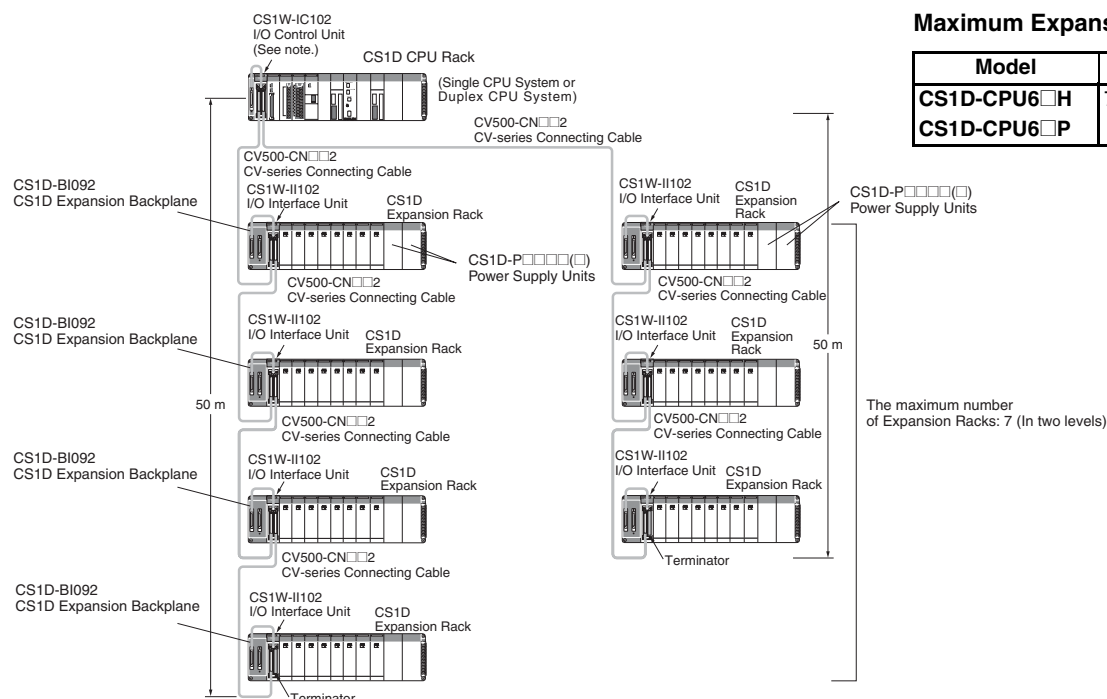 CS1W-IC102
I/O Control Unit
(See note.)
CS1D CPU Rack
(Single CPU System or
Duplex CPU System)
Maximum Expans
Model
CS1D-CPU6□H
CS1D-CPU6□P
CV500-CN□□2
CV-series Connecting Cable
CV500-CN□□2
CV-series Connecting Cable
CS1D-BI092
CS1D Expansion Backplane
CS1W-II102
I/O Interface Unit
CS1D
Expansion Rack
CS1D-P□□□□(□)
Power Supply Units
CV500-CN□□2
CV-series Connecting Cable
CS1W-II102
I/O Interface Unit
CS1D
Expansion
Rack
CS1D-P□□□□(□)
Power Supply Units
CV500-CN□□2
CV-series Connecting Cable
CS1D-BI092
CS1D Expansion Backplane
CS1W-II102
I/O Interface Unit
CS1D
Expansion Rack
50 m
CV500-CN□□2
CV-series Connecting Cable
CS1W-II102
I/O Interface Unit
CS1D
Expansion
Rack
50 m
CV500-CN□□2
CV-series Connecting Cable
The maximum number
of Expansion Racks: 7 (In two levels)
CS1D-BI092
CS1D Expansion Backplane
CS1W-II102
I/O Interface Unit
CS1D
Expansion Rack
CV500-CN□□2
CV-series Connecting Cable
CS1W-II102
I/O Interface Unit
CS1D
Expansion Rack
Terminator
CS1D-BI092
CS1D Expansion Backplane
CS1W-II102
I/O Interface Unit
CS1D
Expansion Rack
Terminator